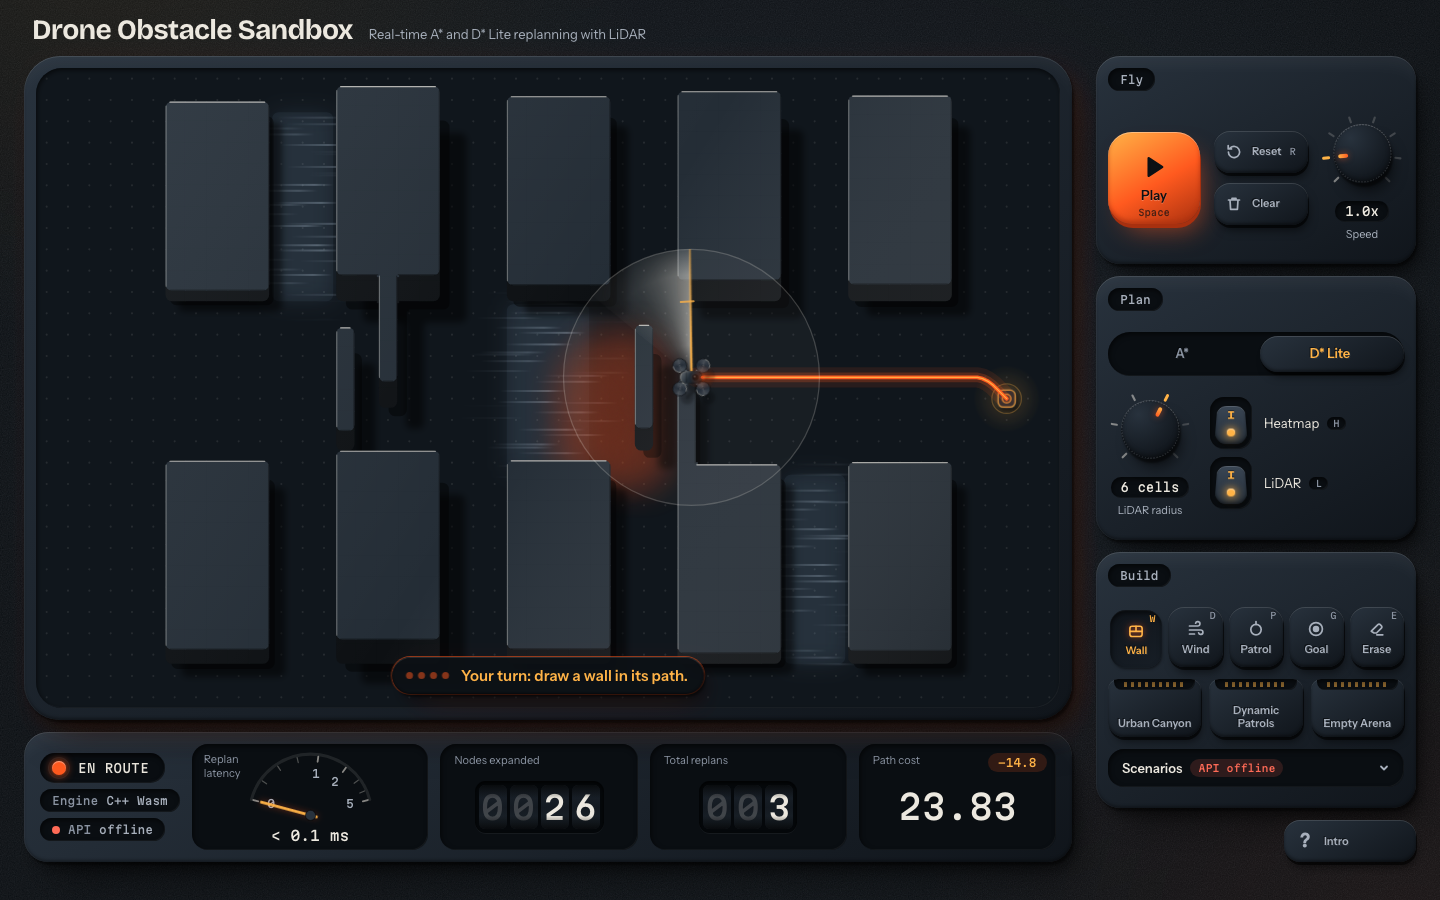 Drone Obstacle Sandbox
Real-time A* and D* Lite replanning with LiDAR
Fly
Play
Space
Reset R
Clear
1.0x
Speed
Plan
A*
D* Lite
6 cells
LiDAR radius
I
Heatmap H
I
LiDAR L
Build
W
Wall
D
Wind
P
Patrol
G
Goal
E
Erase
Urban Canyon
Dynamic
Patrols
Empty Arena
Scenarios API offline
? Intro
Your turn: draw a wall in its path.
EN ROUTE
Engine C++ Wasm
API offline
Replan
latency
0
1
2
5
< 0.1 ms
Nodes expanded
0026
Total replans
003
Path cost
−14.8
23.83